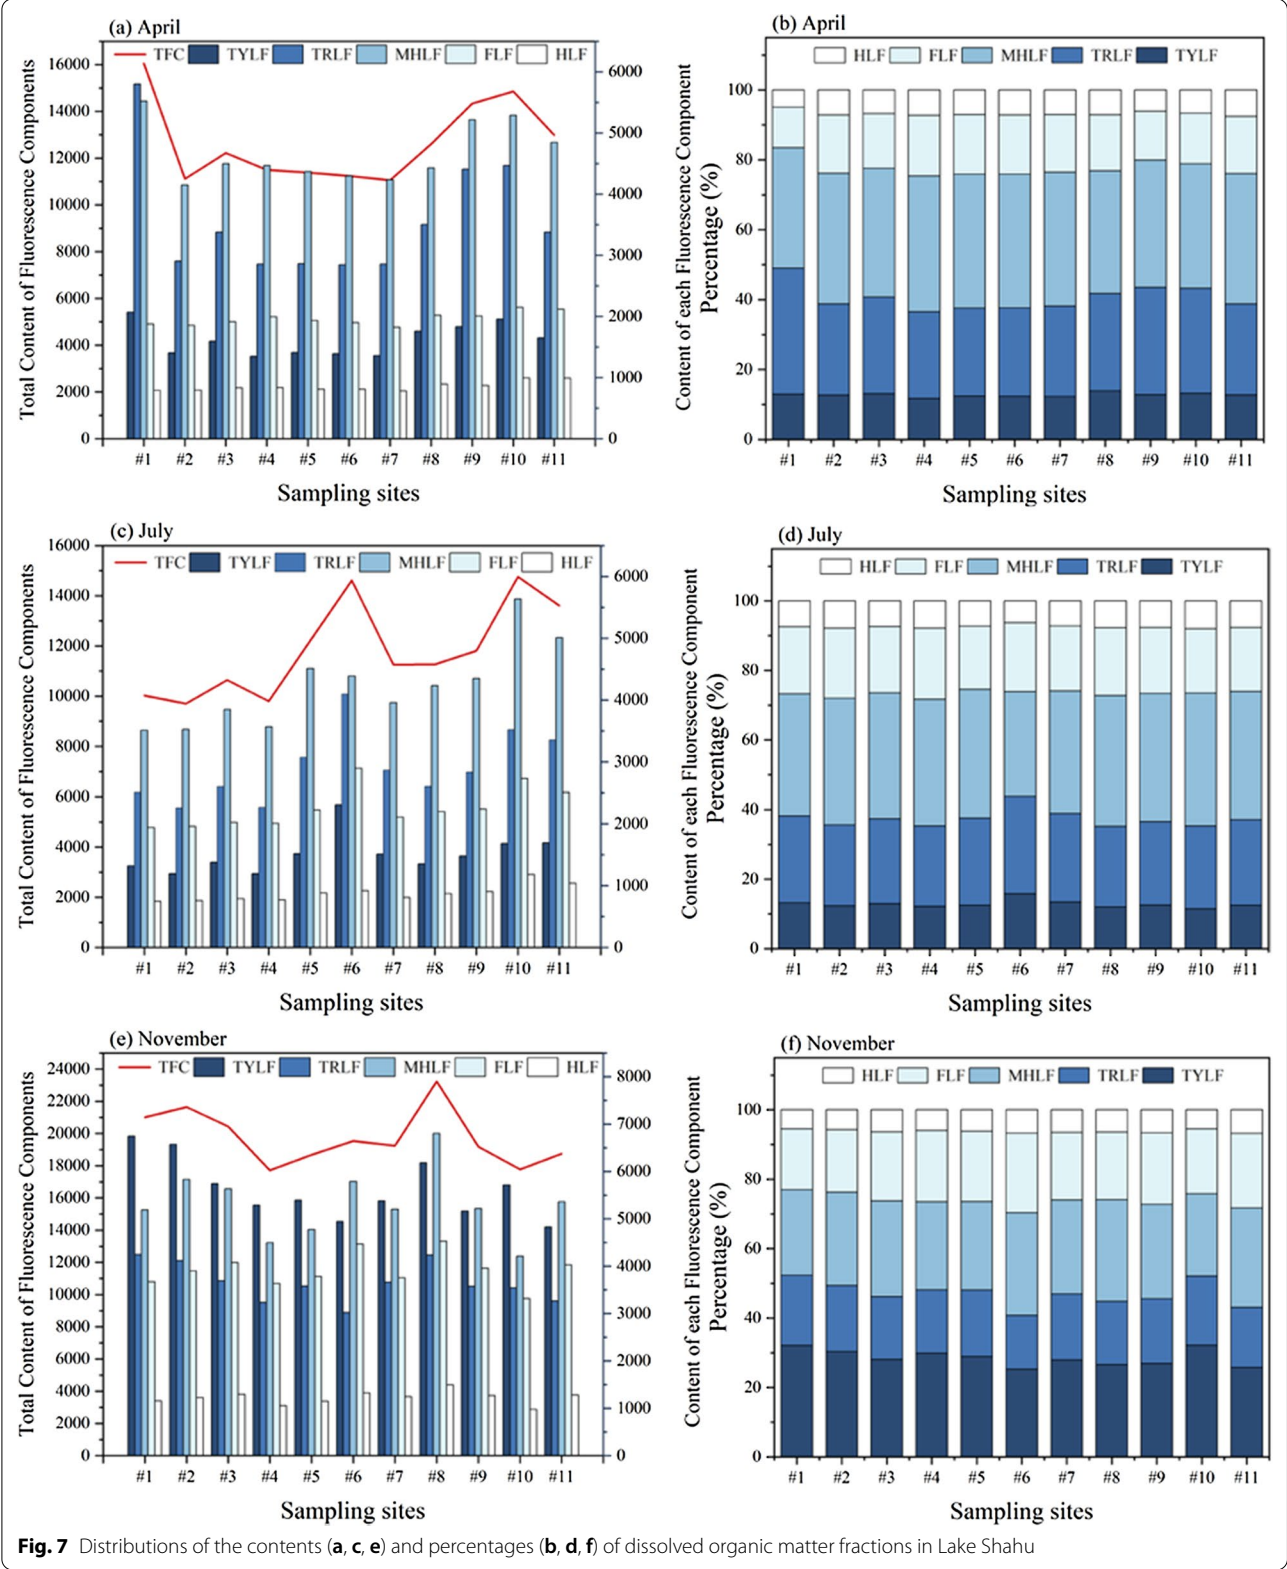 (a) April
TFC TYLF TRLF MHLF FLF HLF
Total Content of Fluorescence Components
16000
14000
12000
10000
8000
6000
4000
2000
0
6000
5000
4000
3000
2000
1000
0
#1 #2 #3 #4 #5 #6 #7 #8 #9 #10 #11
Sampling sites
(b) April
HLF FLF MHLF TRLF TYLF
Content of each Fluorescence Component
Percentage (%)
100
80
60
40
20
0
#1 #2 #3 #4 #5 #6 #7 #8 #9 #10 #11
Sampling sites
(c) July
TFC TYLF TRLF MHLF FLF HLF
Total Content of Fluorescence Components
16000
14000
12000
10000
8000
6000
4000
2000
0
6000
5000
4000
3000
2000
1000
0
#1 #2 #3 #4 #5 #6 #7 #8 #9 #10 #11
Sampling sites
(d) July
HLF FLF MHLF TRLF TYLF
Content of each Fluorescence Component
Percentage (%)
100
80
60
40
20
0
#1 #2 #3 #4 #5 #6 #7 #8 #9 #10 #11
Sampling sites
(e) November
TFC TYLF TRLF MHLF FLF HLF
Total Content of Fluorescence Components
24000
22000
20000
18000
16000
14000
12000
10000
8000
6000
4000
2000
0
8000
7000
6000
5000
4000
3000
2000
1000
0
#1 #2 #3 #4 #5 #6 #7 #8 #9 #10 #11
Sampling sites
(f) November
HLF FLF MHLF TRLF TYLF
Content of each Fluorescence Component
Percentage (%)
100
80
60
40
20
0
#1 #2 #3 #4 #5 #6 #7 #8 #9 #10 #11
Sampling sites
Fig. 7 Distributions of the contents (a, c, e) and percentages (b, d, f) of dissolved organic matter fractions in Lake Shahu